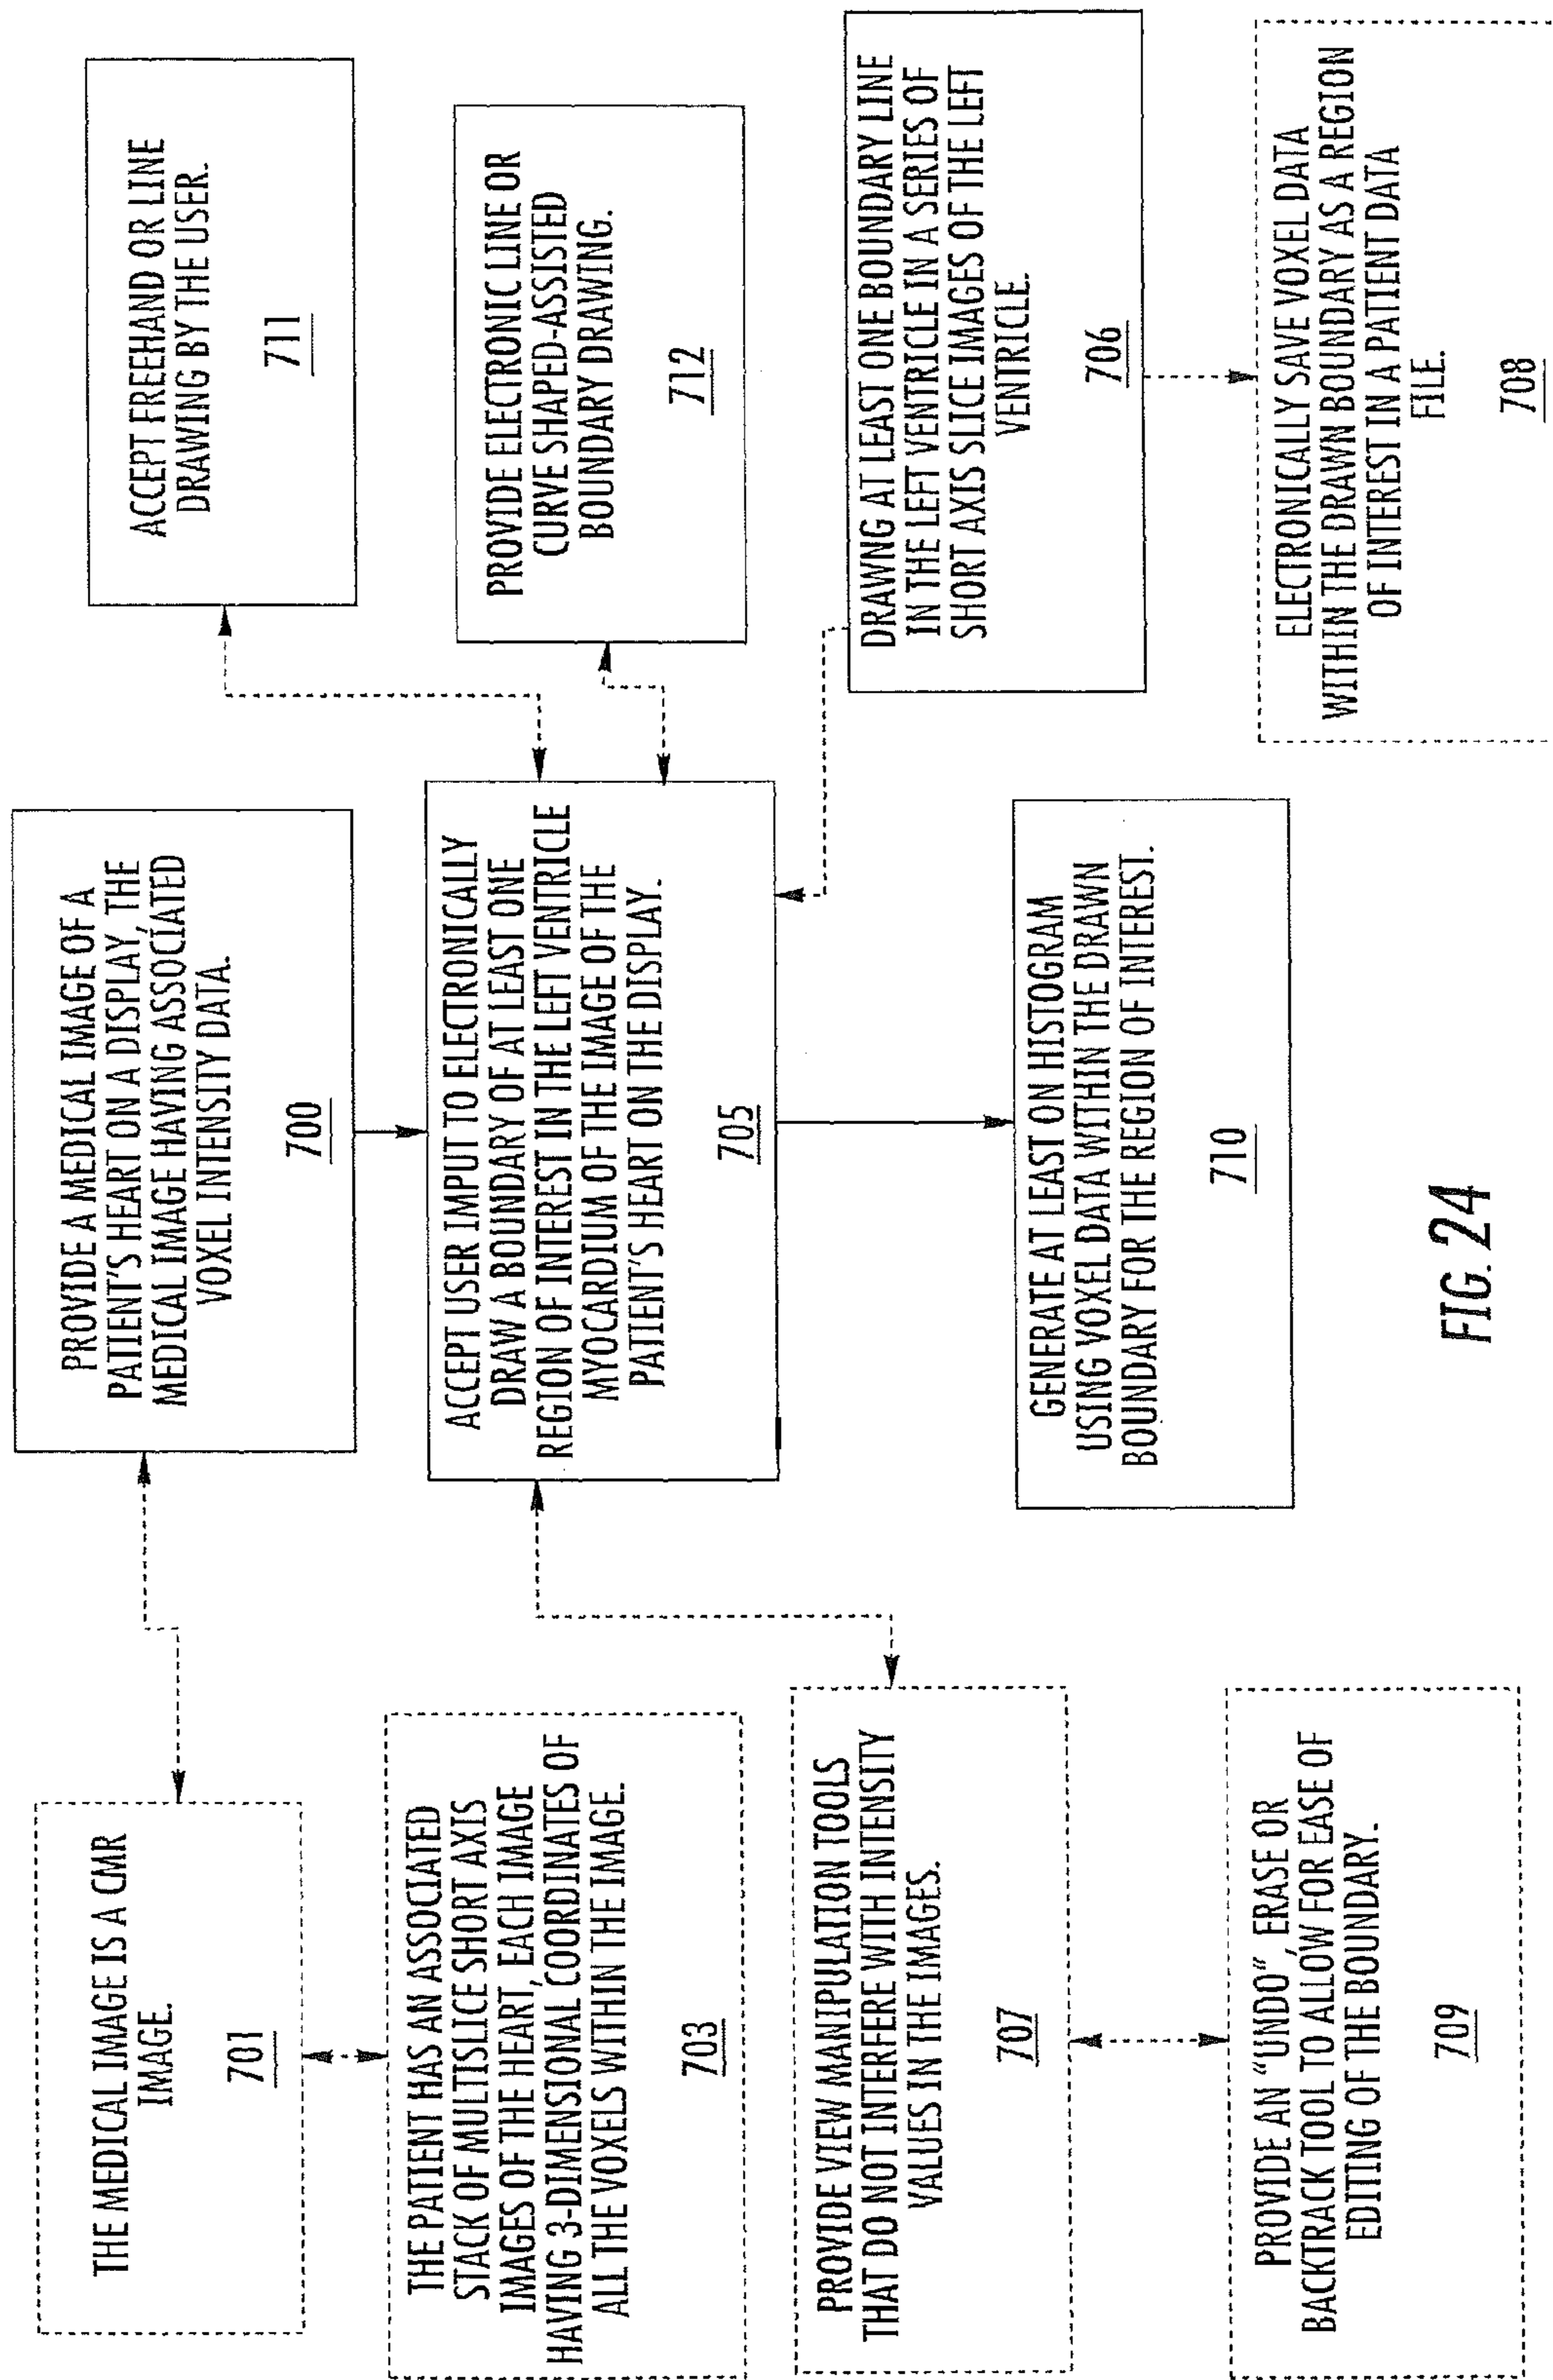 PROVIDE A MEDICAL IMAGE OF A
PATIENT'S HEART ON A DISPLAY, THE
MEDICAL IMAGE HAVING ASSOCIATED
VOXEL INTENSITY DATA.
700
THE MEDICAL IMAGE IS A CMR
IMAGE.
701
THE PATIENT HAS AN ASSOCIATED
STACK OF MULTISLICE SHORT AXIS
IMAGES OF THE HEART, EACH IMAGE
HAVING 3-DIMENSIONAL COORDINATES OF
ALL THE VOXELS WITHIN THE IMAGE.
703
PROVIDE VIEW MANIPULATION TOOLS
THAT DO NOT INTERFERE WITH INTENSITY
VALUES IN THE IMAGES.
707
PROVIDE AN "UNDO", ERASE OR
BACKTRACK TOOL TO ALLOW FOR EASE OF
EDITING OF THE BOUNDARY.
709
ACCEPT USER IMPUT TO ELECTRONICALLY
DRAW A BOUNDARY OF AT LEAST ONE
REGION OF INTEREST IN THE LEFT VENTRICLE
MYOCARDIUM OF THE IMAGE OF THE
PATIENT'S HEART ON THE DISPLAY.
705
GENERATE AT LEAST ON HISTOGRAM
USING VOXEL DATA WITHIN THE DRAWN
BOUNDARY FOR THE REGION OF INTEREST.
710
ACCEPT FREEHAND OR LINE
DRAWING BY THE USER.
711
PROVIDE ELECTRONIC LINE OR
CURVE SHAPED-ASSISTED
BOUNDARY DRAWING.
712
DRAWNG AT LEAST ONE BOUNDARY LINE
IN THE LEFT VENTRICLE IN A SERIES OF
SHORT AXIS SLICE IMAGES OF THE LEFT
VENTRICLE.
706
ELECTRONICALLY SAVE VOXEL DATA
WITHIN THE DRAWN BOUNDARY AS A REGION
OF INTEREST IN A PATIENT DATA
FILE.
708
FIG. 24